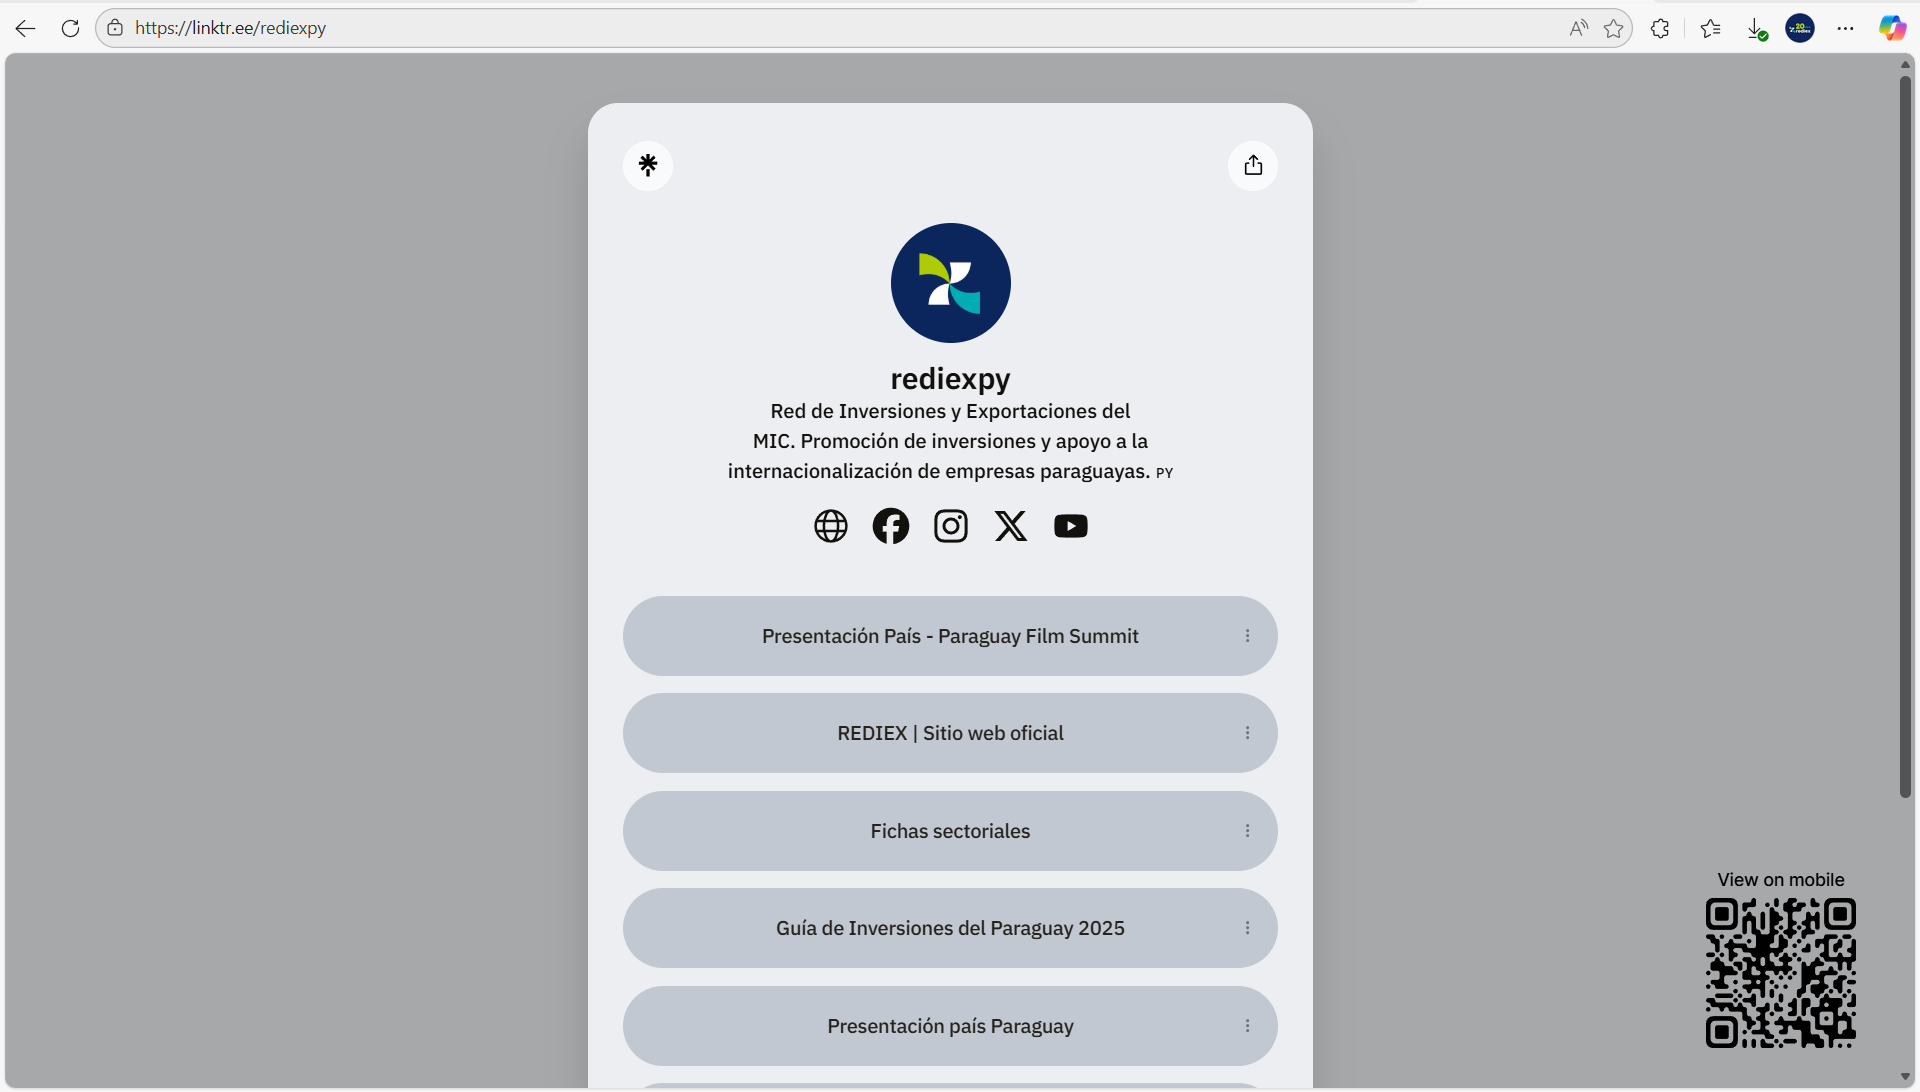 https://linktr.ee/rediexpy
rediexpy
Red de Inversiones y Exportaciones del
MIC. Promoción de inversiones y apoyo a la
internacionalización de empresas paraguayas. PY
Presentación País - Paraguay Film Summit
REDIEX | Sitio web oficial
Fichas sectoriales
Guía de Inversiones del Paraguay 2025
Presentación país Paraguay
View on mobile